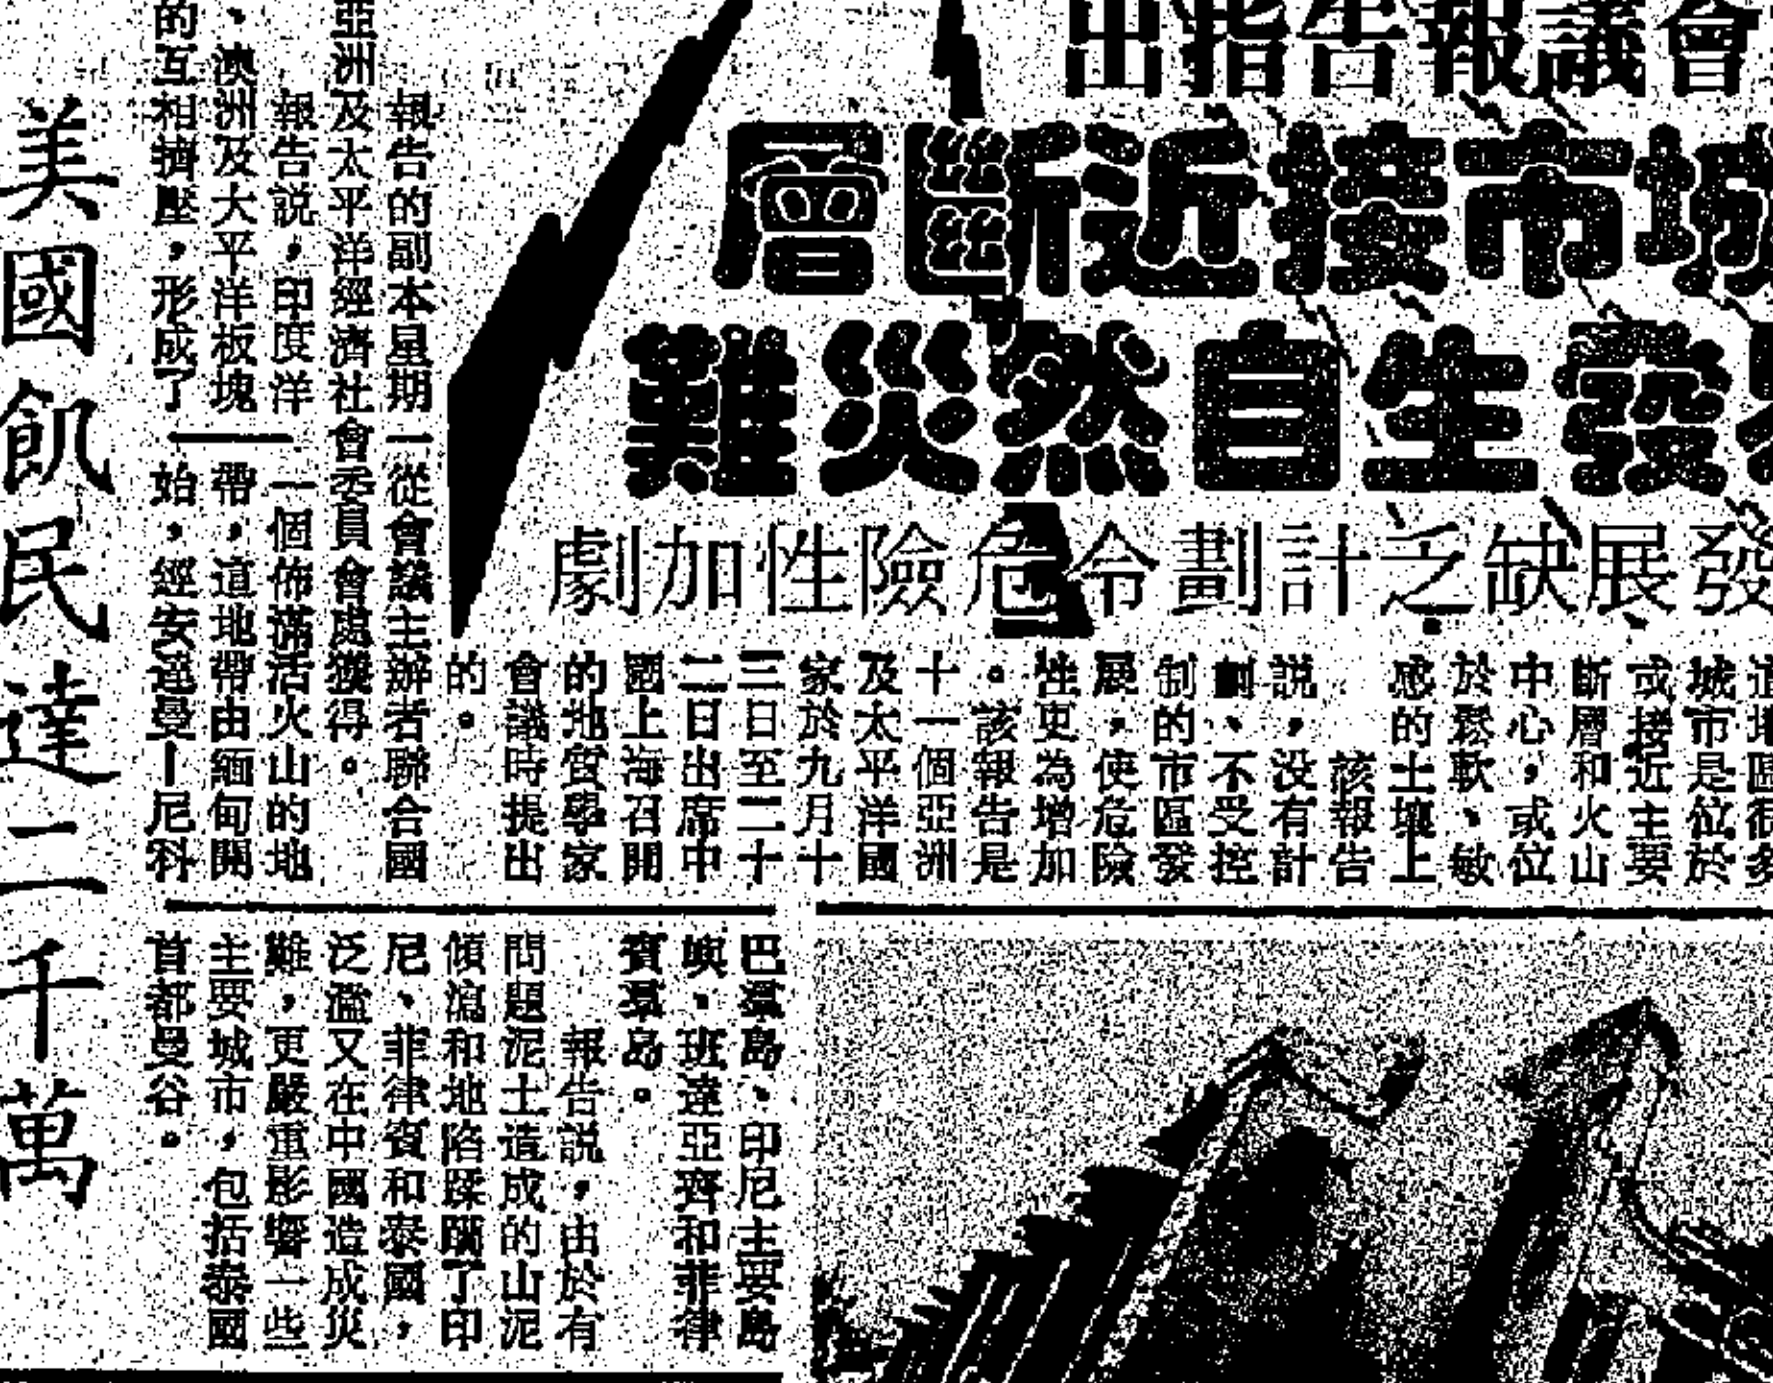 會議報告指出
城市接近斷層
發生自然災難
發展缺乏計劃令危險性加劇
地區很多
城市是位於
或接近主要
斷層和火山
中心，或位
於鬆軟、敏
感的土壤上
該報告
説，没有計
劃、不受控
制的市區發
展，使危險
性更為增加
。該報告是
十一個亞洲
及太平洋國
家於九月十
三日至二十
二日出席中
國上海召開
的地質學家
會議時提出
的。
報告的副本星期一從會議主辦者聯合國
亞洲及太平洋經濟社會委員會處獲得。
報告説，印度洋
、澳洲及大平洋板塊
的互相擠壓，形成了
一個佈滿活火山的地
帶，這地帶由緬甸開
始，經安達曼—尼科
巴羣島、印尼主要島
嶼、班達亞齊和菲律
賓羣島。
報告説，由於有
問題泥土造成的山泥
傾瀉和地陷蹂躪了印
尼、菲律賓和泰國，
泛濫又在中國造成災
難，更嚴重影響一些
主要城市，包括泰國
首都曼谷。
美國飢民達二千萬